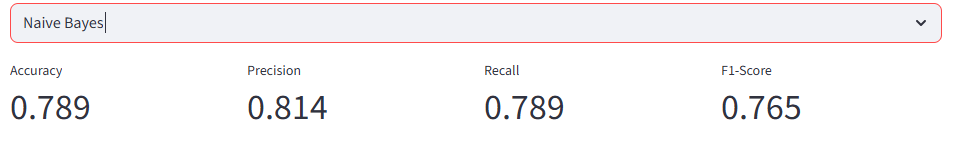 Naive Bayes
Accuracy Precision Recall F1-Score
0.789 0.814 0.789 0.765